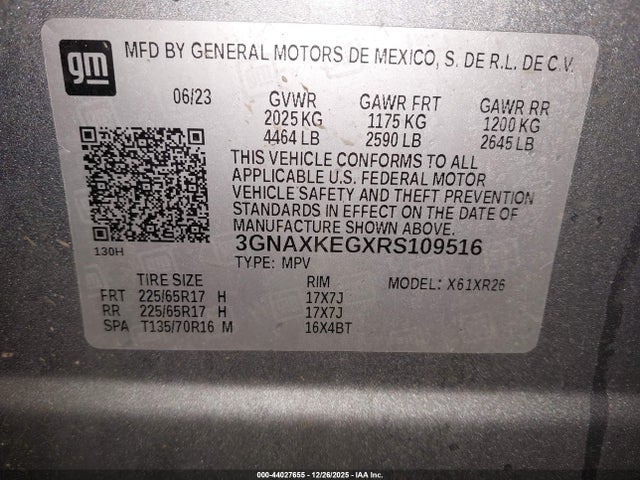 gm
MFD BY GENERAL MOTORS DE MEXICO, S. DE R.L. DE C.V.
06/23 GVWR GAWR FRT GAWR RR
2025 KG 1175 KG 1200 KG
4464 LB 2590 LB 2645 LB
THIS VEHICLE CONFORMS TO ALL
APPLICABLE U.S. FEDERAL MOTOR
VEHICLE SAFETY AND THEFT PREVENTION
STANDARDS IN EFFECT ON THE DATE OF
MANUFACTURE SHOWN ABOVE.
130H
3GNAXKEGXRS109516
TYPE: MPV
TIRE SIZE RIM MODEL: X61XR26
FRT 225/65R17 H 17X7J
RR 225/65R17 H 17X7J
SPA T135/70R16 M 16X4BT
© - 44027655 - 12/26/2025 - IAA Inc.